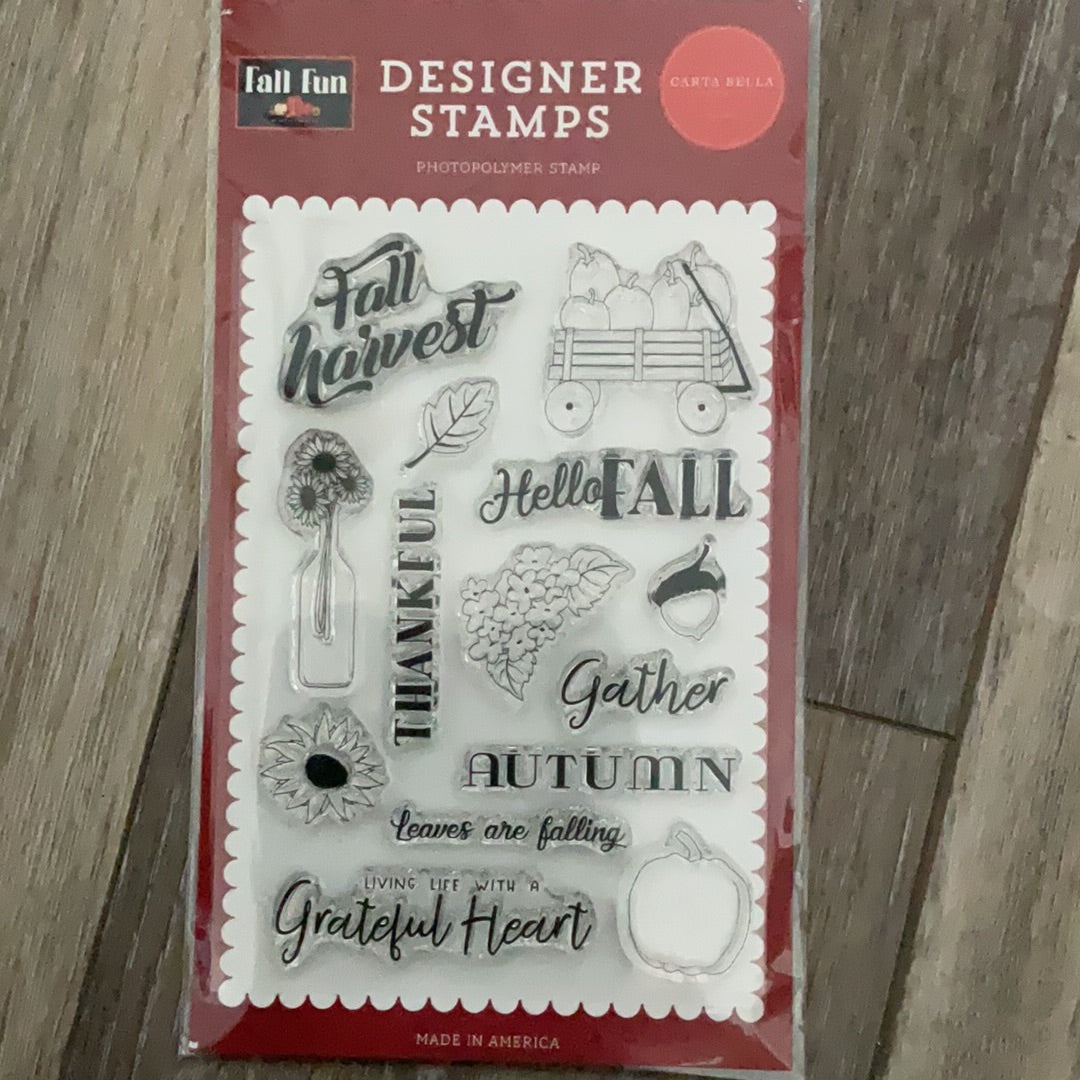 Fall Fun
DESIGNER
STAMPS
CARTA BELLA
PHOTOPOLYMER STAMP
Fall
harvest
Hello FALL
THANKFUL
Gather
AUTUMN
Leaves are falling
LIVING LIFE WITH A
Grateful Heart
MADE IN AMERICA